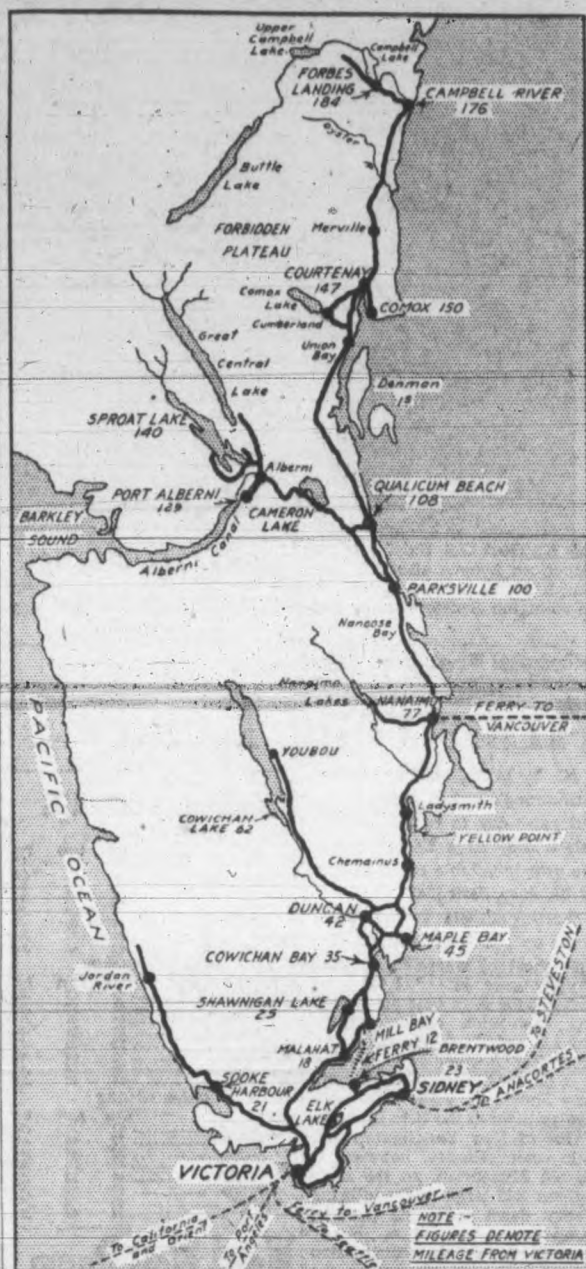 Upper
Campbell
Lake
Campbell
Lake
FORBES
LANDING
184
CAMPBELL RIVER
176
Oyster
Buttle
Lake
FORBIDDEN
PLATEAU
Merville
COURTENAY
147
Comox
Lake
COMOX 150
Cumberland
Union
Bay
Great
Central
Lake
Denman
Is
SPROAT LAKE
140
Alberni
PORT ALBERNI
129
QUALICUM BEACH
108
BARKLEY
SOUND
CAMERON
LAKE
Alberni Canal
PARKSVILLE 100
Nanoose
Bay
Nanaimo
Lakes
NANAIMO
77
FERRY TO
VANCOUVER
PACIFIC
OCEAN
YOUBOU
Ladysmith
COWICHAN
LAKE 62
YELLOW POINT
Chemainus
DUNCAN
42
MAPLE BAY
45
COWICHAN BAY 35
Jordan
River
SHAWNIGAN LAKE
25
TO STEVESTON
MILL BAY
FERRY 12
MALAHAT
18
BRENTWOOD
23
SIDNEY
TO ANACORTES
SOOKE
HARBOUR
21
ELK
LAKE
VICTORIA
Ferry to Vancouver
To Seattle
To California
and Orient
To Port
Angeles
NOTE -
FIGURES DENOTE
MILEAGE FROM VICTORIA